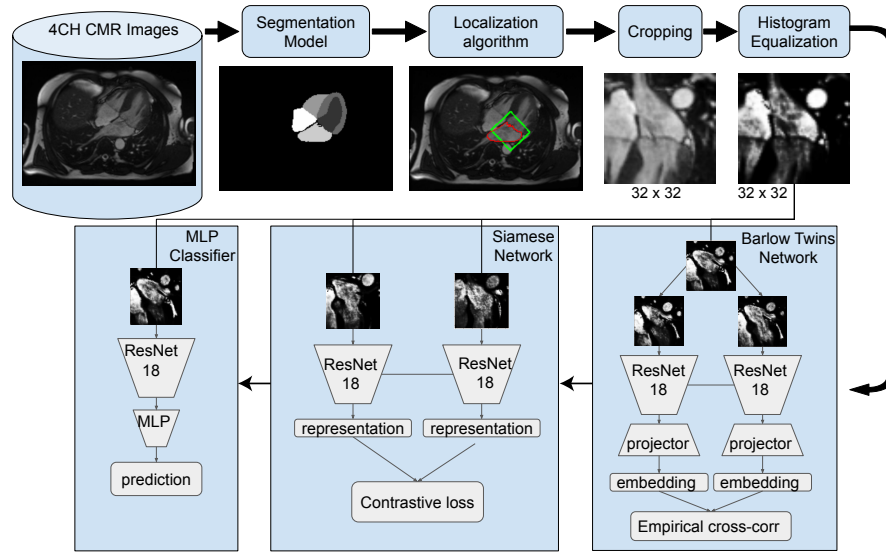 4CH CMR Images
Segmentation
Model
Localization
algorithm
Cropping
Histogram
Equalization
32 x 32
32 x 32
MLP
Classifier
ResNet
18
MLP
prediction
Siamese
Network
ResNet
18
ResNet
18
representation
representation
Contrastive loss
Barlow Twins
Network
ResNet
18
ResNet
18
projector
projector
embedding
embedding
Empirical cross-corr